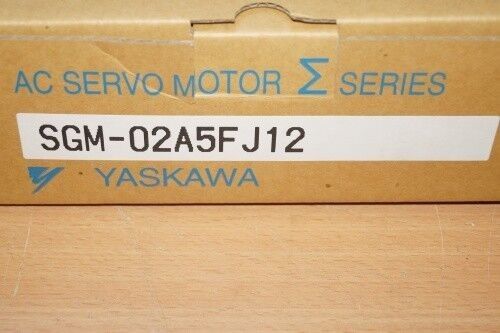 AC SERVO MOTOR Σ SERIES
SGM-02A5FJ12
YASKAWA